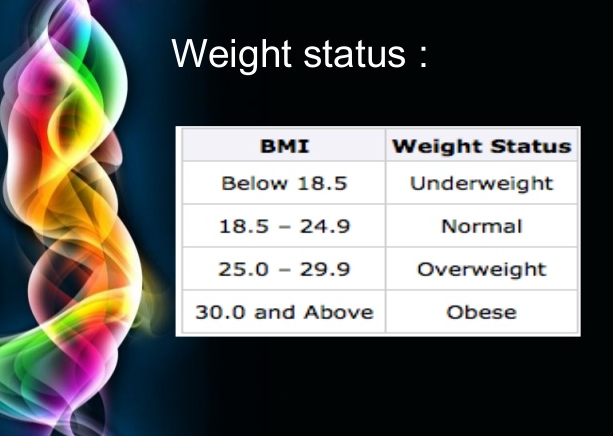 Weight status :
BMI Weight Status
Below 18.5 Underweight
18.5 – 24.9 Normal
25.0 – 29.9 Overweight
30.0 and Above Obese